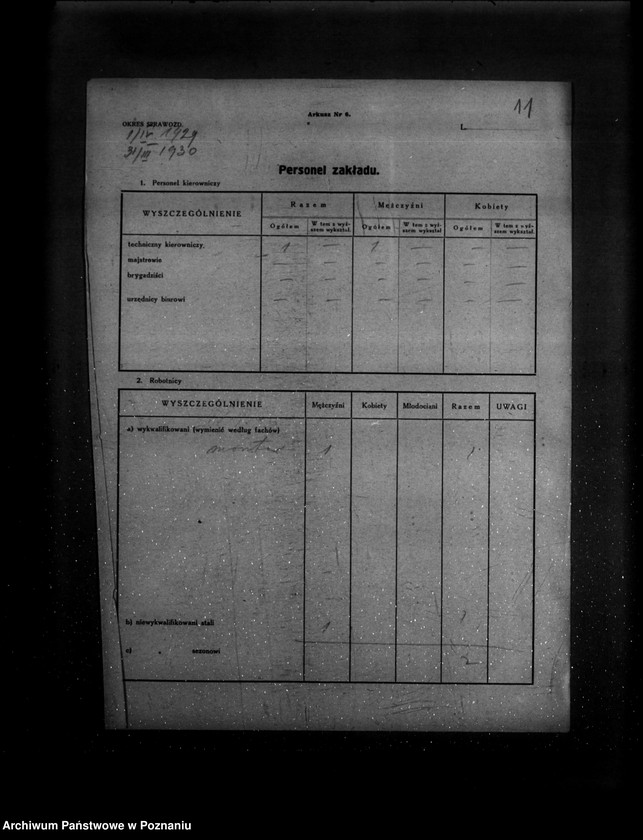 Arkusz Nr 6.
11
OKRES SPRAWOZD.
1/IV 1929
31/III 1930
L.
Personel zakładu.
1. Personel kierowniczy
WYSZCZEGÓLNIENIE Razem Mężczyźni Kobiety
Ogółem W tem z wyższem wykształ. Ogółem W tem z wyższem wykształ. Ogółem W tem z wyższem wykształ.
techniczny kierowniczy, 1 — 1 — — —
majstrowie — — — — — —
brygadziści — — — — — —
urzędnicy biurowi — — — — — —
2. Robotnicy
WYSZCZEGÓLNIENIE Mężczyźni Kobiety Młodociani Razem UWAGI
a) wykwalifikowani (wymienić według fachów)
monter 1 1
b) niewykwalifikowani stali 1 1
c) „ sezonowi 2
Archiwum Państwowe w Poznaniu